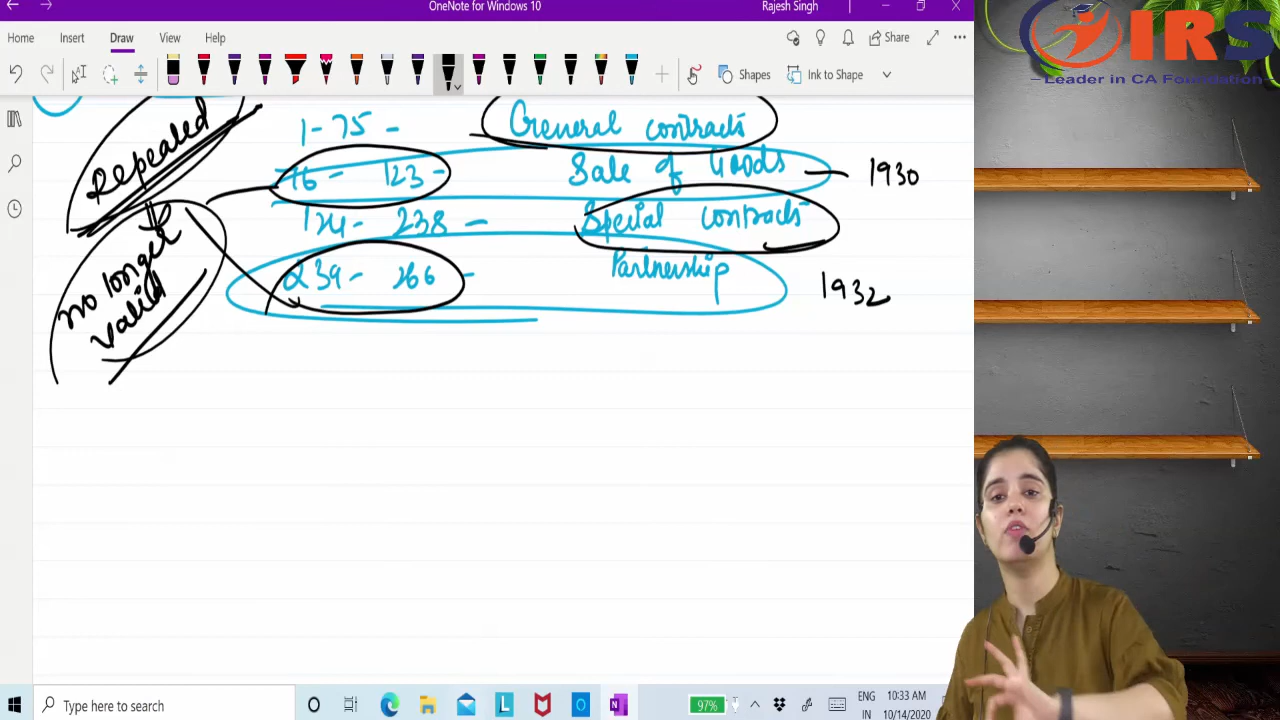 OneNote for Windows 10
Rajesh Singh
Home Insert Draw View Help
Share
Shapes
Ink to Shape
IRS
-Leader in CA Foundation
Repealed
1-75 - General contracts
76 - 123 - Sale of Goods 1930
124 - 238 - Special contracts
239 - 266 - Partnership 1932
no longer
valid
Type here to search
97%
ENG
IN
10:33 AM
10/14/2020